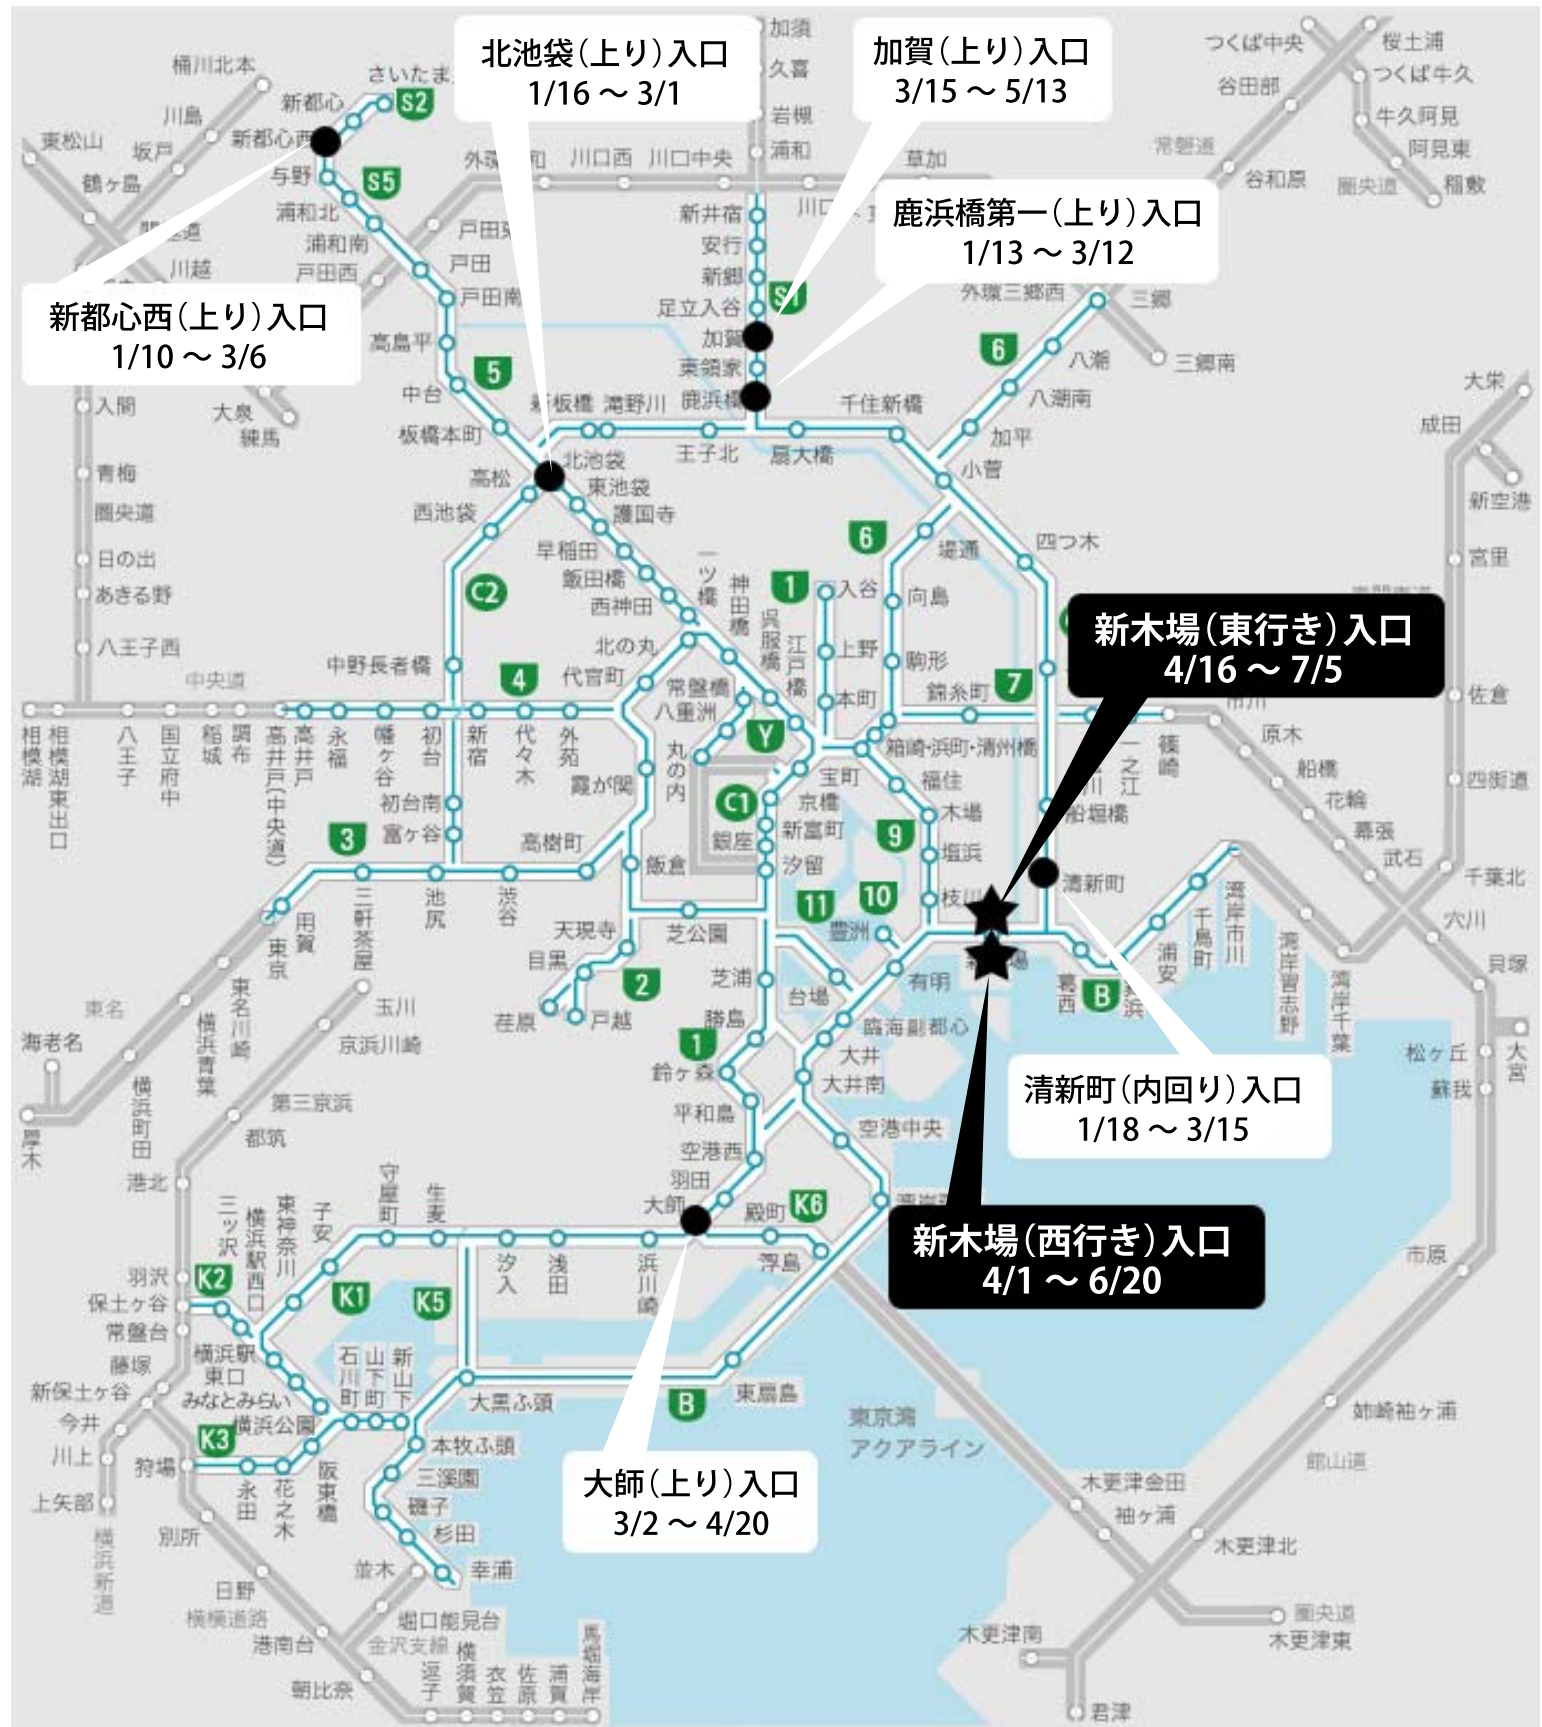 北池袋(上り)入口
1/16 ～ 3/1
加賀(上り)入口
3/15 ～ 5/13
鹿浜橋第一(上り)入口
1/13 ～ 3/12
新都心西(上り)入口
1/10 ～ 3/6
新木場(東行き)入口
4/16 ～ 7/5
清新町(内回り)入口
1/18 ～ 3/15
新木場(西行き)入口
4/1 ～ 6/20
大師(上り)入口
3/2 ～ 4/20
加須
久喜
岩槻
浦和
つくば中央
桜土浦
谷田部
つくば牛久
牛久阿見
阿見東
稲敷
常磐道
谷和原
圏央道
桶川北本
川島
坂戸
鶴ヶ島
東松山
川越
さいたま
新都心
新都心西
S2
与野
S5
浦和北
浦和南
戸田西
戸田
戸田南
川口西
川口中央
草加
新井宿
安行
新郷
足立入谷
S1
加賀
東領家
鹿浜橋
外環三郷西
三郷
三郷南
6
八潮
八潮南
加平
高島平
5
中台
板橋本町
滝野川
王子北
扇大橋
千住新橋
小菅
大泉
練馬
入間
青梅
圏央道
日の出
あきる野
八王子西
高松
北池袋
東池袋
護国寺
西池袋
早稲田
飯田橋
西神田
C2
一ツ橋
神田橋
呉服橋
江戸橋
1
入谷
上野
本町
6
堤通
向島
駒形
四つ木
大栄
成田
新空港
宮里
佐倉
四街道
中央道
中野長者橋
4
代官町
北の丸
常盤橋
八重洲
Y
丸の内
錦糸町
7
箱崎・浜町・清州橋
一之江
篠崎
市川
原木
船橋
花輪
幕張
武石
千葉北
穴川
貝塚
相模湖
相模湖東出口
八王子
国立府中
稲城
調布
高井戸(中央道)
高井戸
永福
幡ヶ谷
初台
新宿
代々木
外苑
霞が関
初台南
富ヶ谷
高樹町
3
C1
銀座
宝町
京橋
新富町
汐留
福住
木場
9
塩浜
枝川
船堀橋
清新町
用賀
東京
三軒茶屋
池尻
渋谷
飯倉
天現寺
芝公園
11
10
豊洲
有明
葛西
B
浦安
千鳥町
湾岸市川
湾岸習志野
湾岸千葉
目黒
2
荏原
戸越
芝浦
台場
勝島
臨海副都心
1
大井
鈴ヶ森
大井南
平和島
空港中央
空港西
羽田
大師
東名
東名川崎
横浜青葉
横浜町田
海老名
厚木
玉川
京浜川崎
第三京浜
都筑
港北
松ヶ丘
大宮
蘇我
市原
三ッ沢
横浜駅西口
東神奈川
子安
守屋町
生麦
殿町
K6
浮島
汐入
浅田
浜川崎
羽沢
保土ヶ谷
常盤台
藤塚
新保土ヶ谷
K2
K1
K5
横浜駅
東口
みなとみらい
横浜公園
石川町
山下町
新山下
大黒ふ頭
B
東扇島
今井
川上
上矢部
横浜新道
狩場
K3
永田
花之木
阪東橋
本牧ふ頭
三溪園
磯子
杉田
幸浦
別所
日野
横横道路
港南台
朝比奈
並木
堀口能見台
金沢支線
逗子
横須賀
衣笠
佐原
浦賀
馬堀海岸
東京湾
アクアライン
姉崎袖ヶ浦
館山道
木更津金田
袖ヶ浦
木更津北
圏央道
木更津東
木更津南
君津